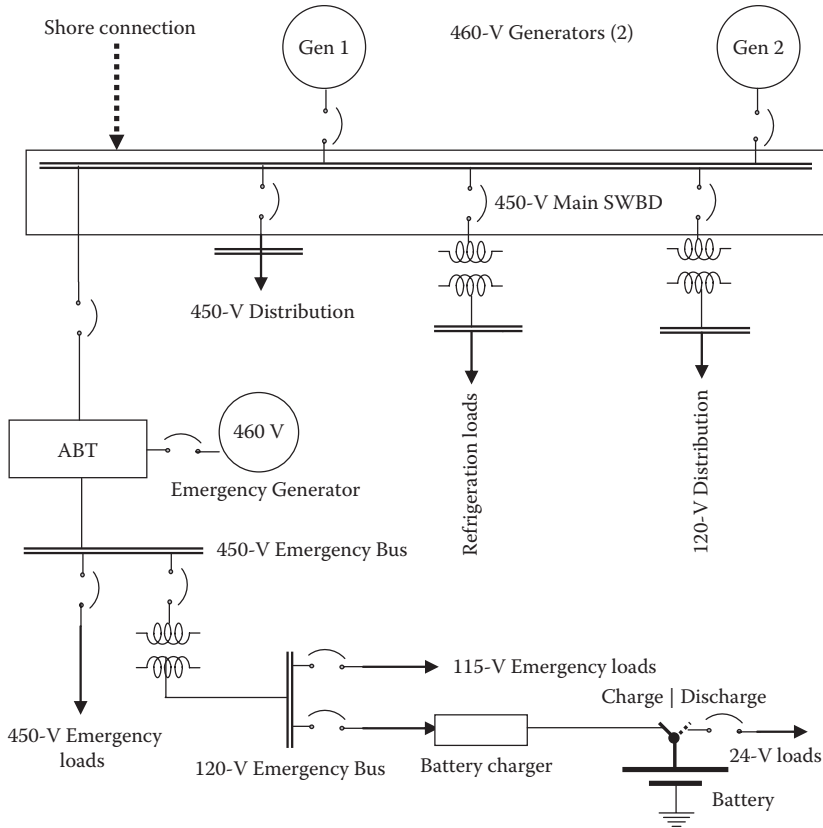 Shore connection
Gen 1
460-V Generators (2)
Gen 2
450-V Main SWBD
450-V Distribution
Refrigeration loads
120-V Distribution
ABT
460 V
Emergency Generator
450-V Emergency Bus
450-V Emergency
loads
115-V Emergency loads
120-V Emergency Bus
Battery charger
Charge | Discharge
24-V loads
Battery